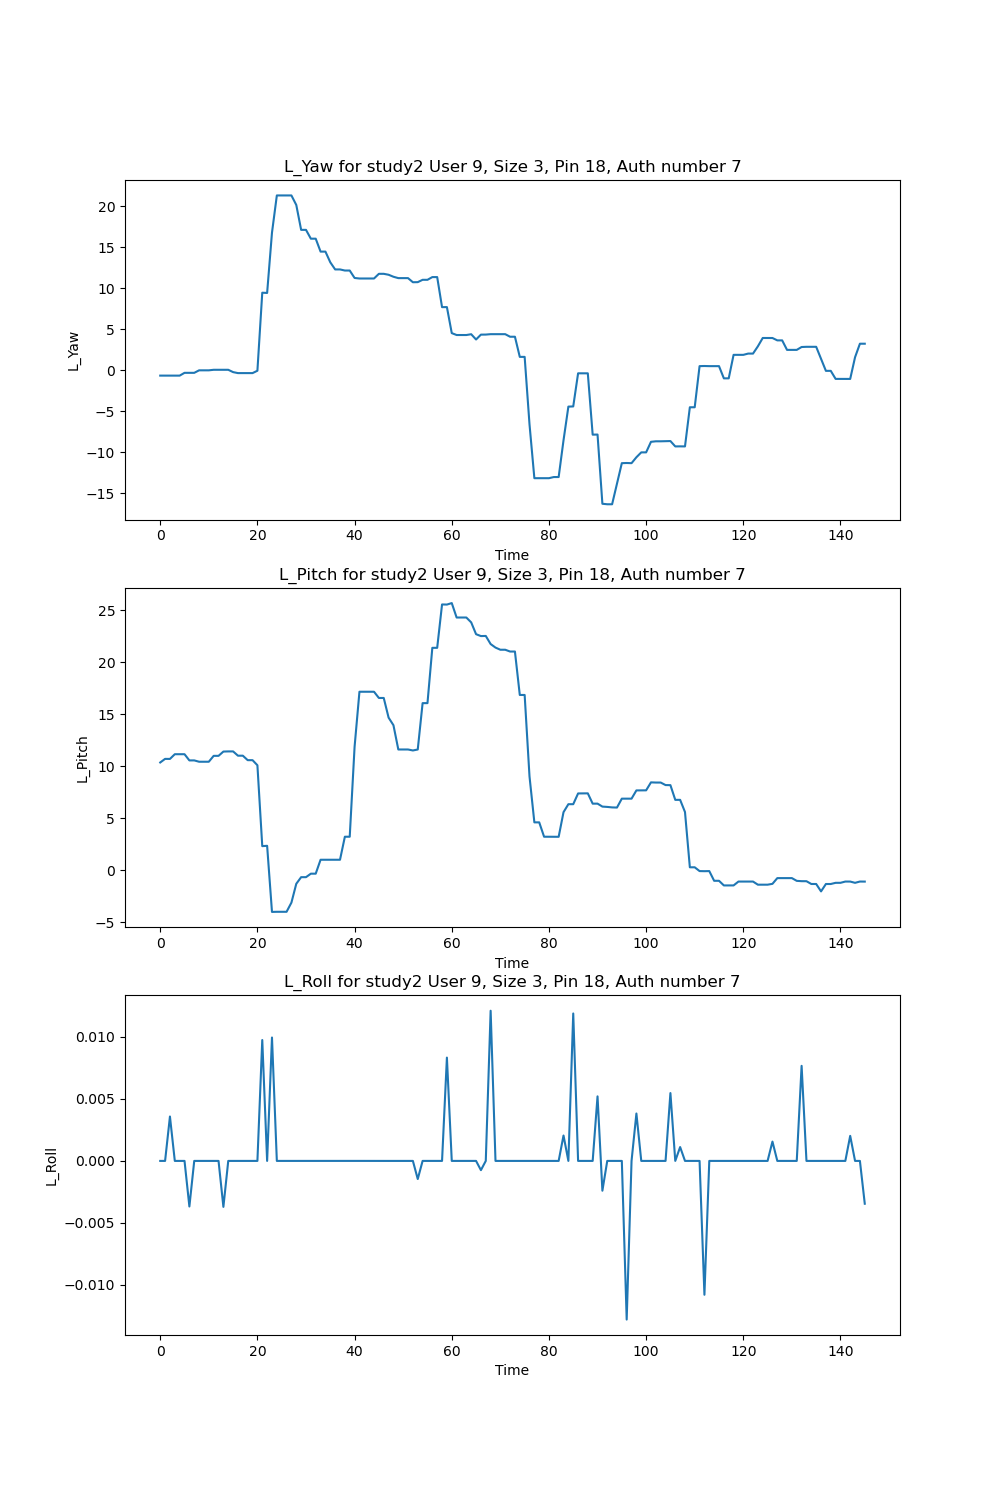 L_Yaw for study2 User 9, Size 3, Pin 18, Auth number 7
20
15
10
5
0
−5
−10
−15
L_Yaw
0 20 40 60 80 100 120 140
Time
L_Pitch for study2 User 9, Size 3, Pin 18, Auth number 7
25
20
15
10
5
0
−5
L_Pitch
0 20 40 60 80 100 120 140
Time
L_Roll for study2 User 9, Size 3, Pin 18, Auth number 7
0.010
0.005
0.000
−0.005
−0.010
L_Roll
0 20 40 60 80 100 120 140
Time